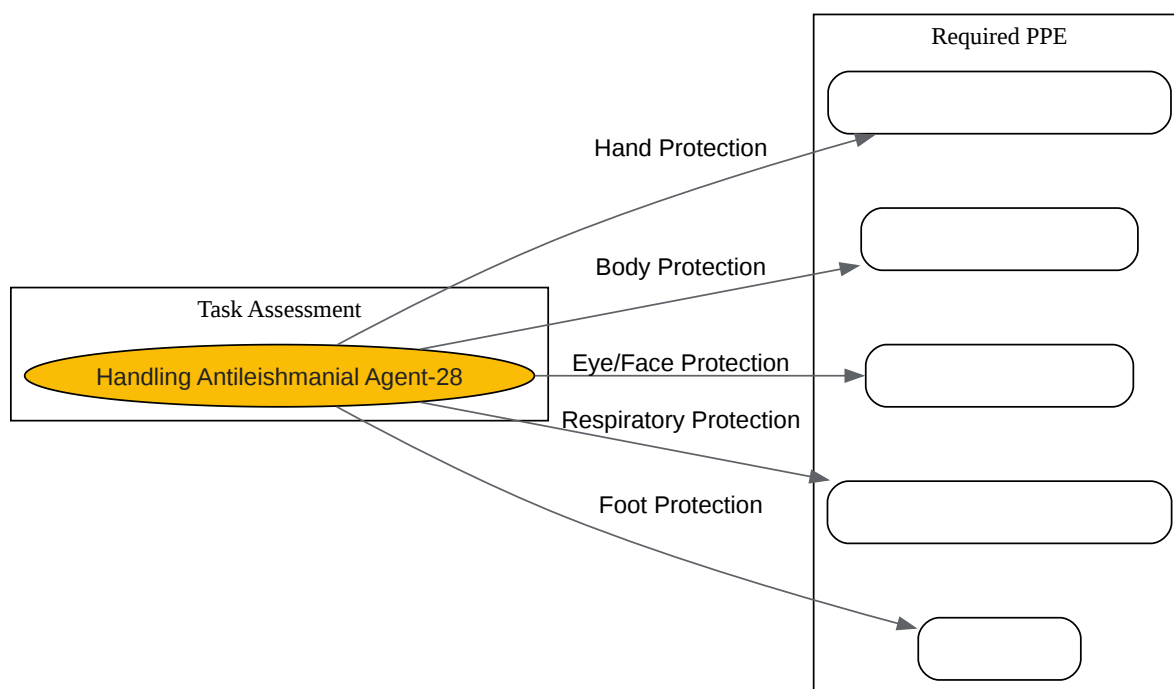 Required PPE
Hand Protection
Body Protection
Task Assessment
Handling Antileishmanial Agent-28
Eye/Face Protection
Respiratory Protection
Foot Protection